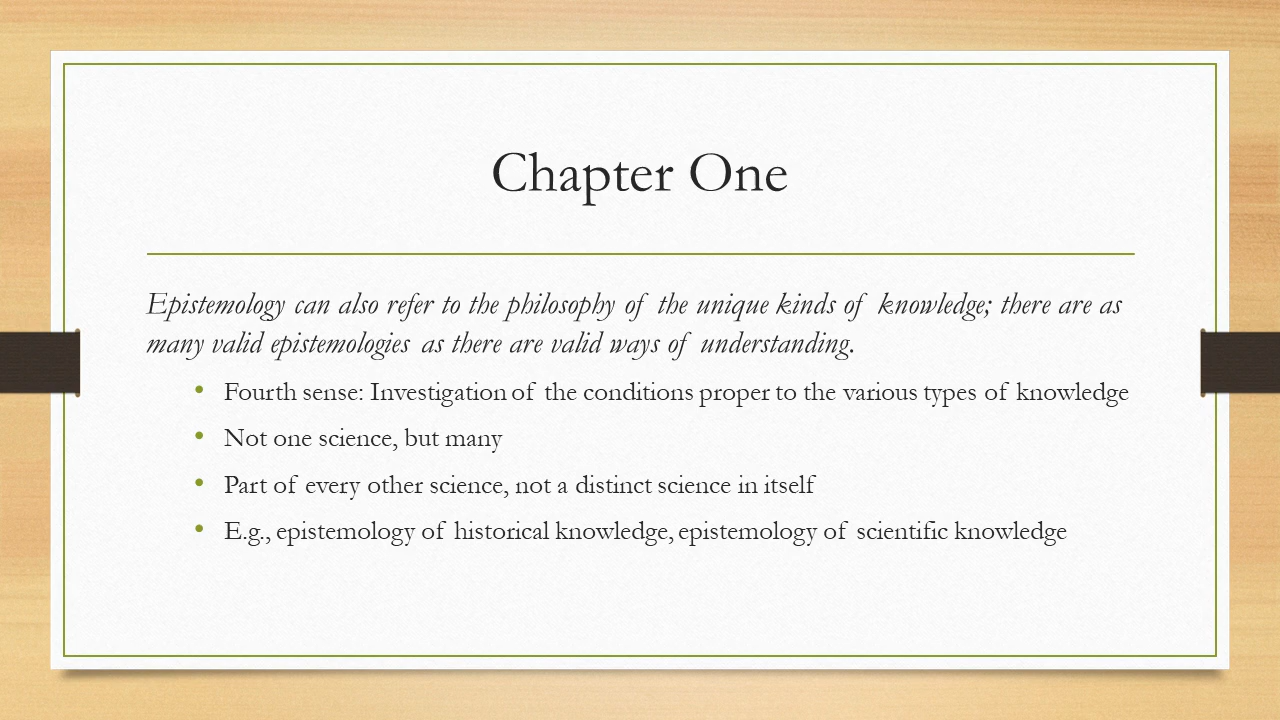 Chapter One
Epistemology can also refer to the philosophy of the unique kinds of knowledge; there are as
many valid epistemologies as there are valid ways of understanding.
• Fourth sense: Investigation of the conditions proper to the various types of knowledge
• Not one science, but many
• Part of every other science, not a distinct science in itself
• E.g., epistemology of historical knowledge, epistemology of scientific knowledge